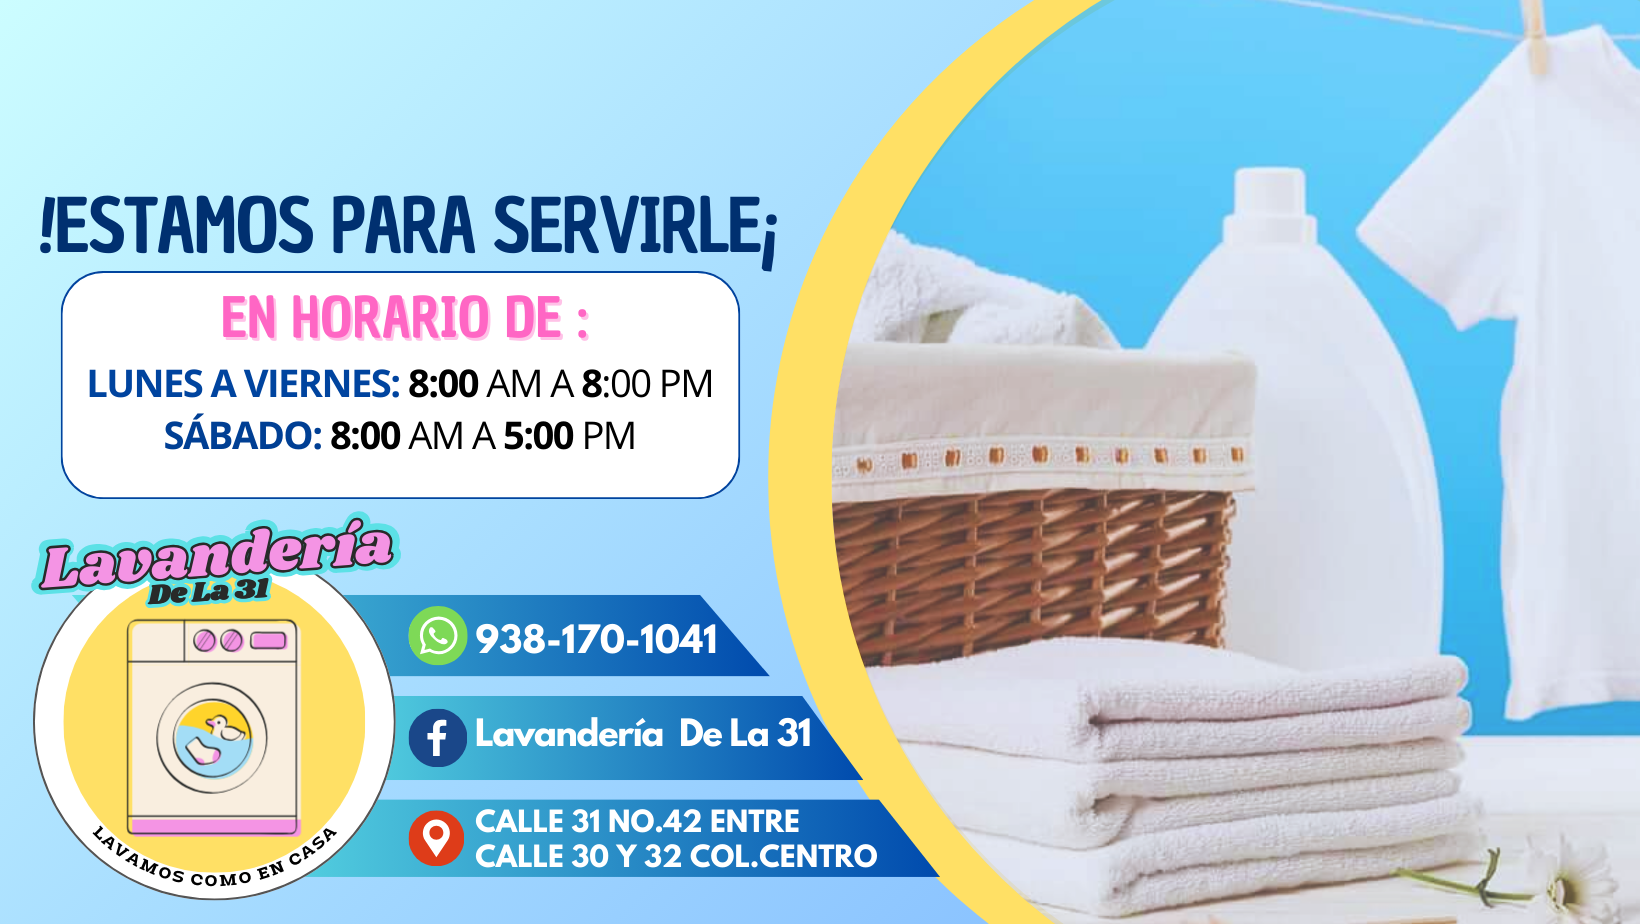 !ESTAMOS PARA SERVIRLE¡
EN HORARIO DE :
LUNES A VIERNES: 8:00 AM A 8:00 PM
SÁBADO: 8:00 AM A 5:00 PM
Lavandería
De La 31
LAVAMOS COMO EN CASA
938-170-1041
Lavandería De La 31
CALLE 31 NO.42 ENTRE
CALLE 30 Y 32 COL.CENTRO